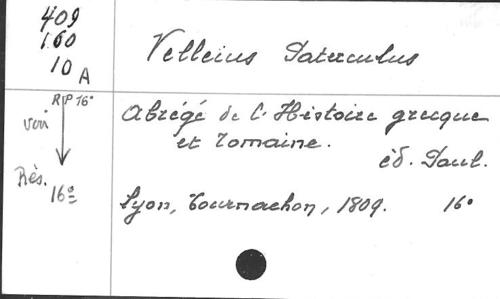 409
160
10 A
Velleius Paterculus
RIP 16°
voir
Rés. 16°
Abrégé de l'Histoire grecque
et romaine.
éd. Paul.
Lyon, Tournachon, 1809. 16°